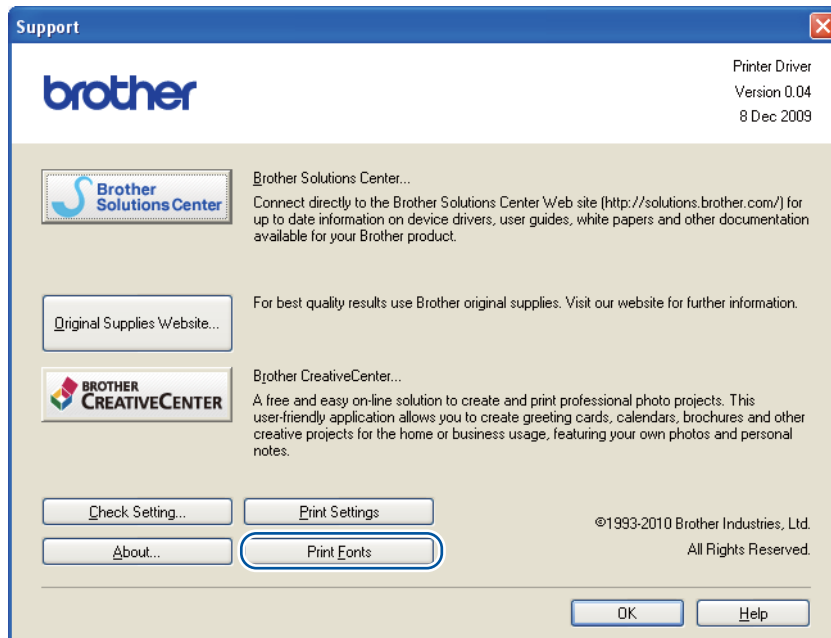 Support
brother
Printer Driver
Version 0.04
8 Dec 2009
Brother
Solutions Center
Brother Solutions Center...
Connect directly to the Brother Solutions Center Web site (http://solutions.brother.com/) for
up to date information on device drivers, user guides, white papers and other documentation
available for your Brother product.
Original Supplies Website...
For best quality results use Brother original supplies. Visit our website for further information.
BROTHER
CREATIVECENTER
Brother CreativeCenter...
A free and easy on-line solution to create and print professional photo projects. This
user-friendly application allows you to create greeting cards, calendars, brochures and other
creative projects for the home or business usage, featuring your own photos and personal
notes.
Check Setting...
Print Settings
About...
Print Fonts
©1993-2010 Brother Industries, Ltd.
All Rights Reserved.
OK
Help